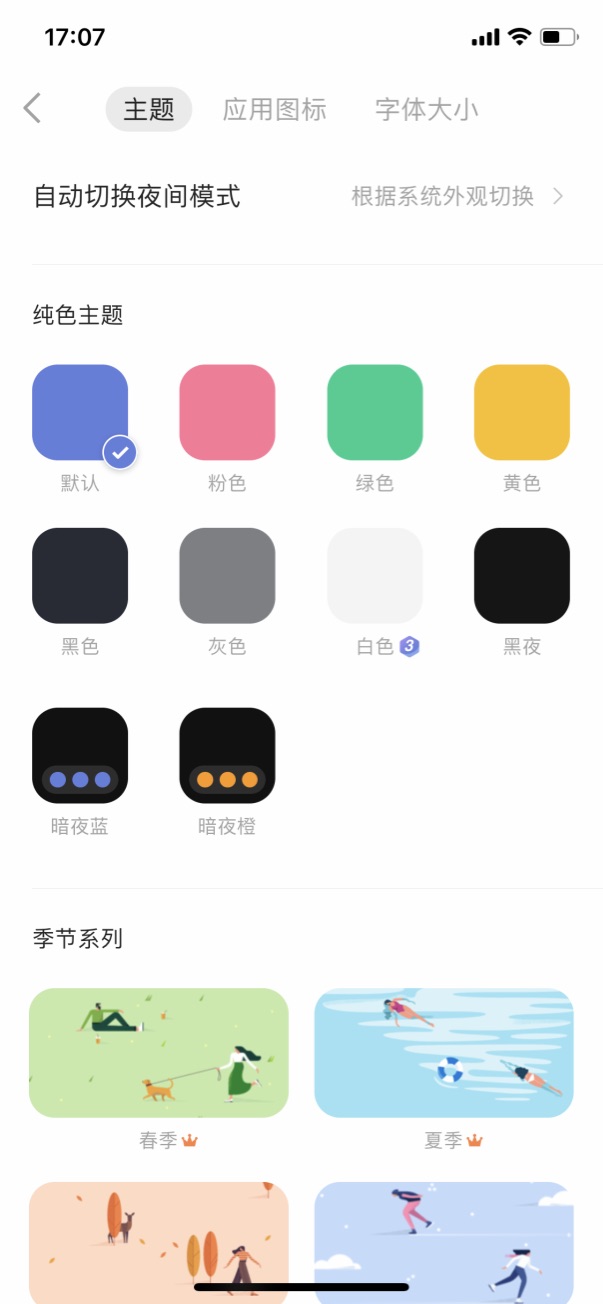 17:07
主题 应用图标 字体大小
自动切换夜间模式 根据系统外观切换
纯色主题
默认 粉色 绿色 黄色
黑色 灰色 白色 3 黑夜
暗夜蓝 暗夜橙
季节系列
春季 夏季